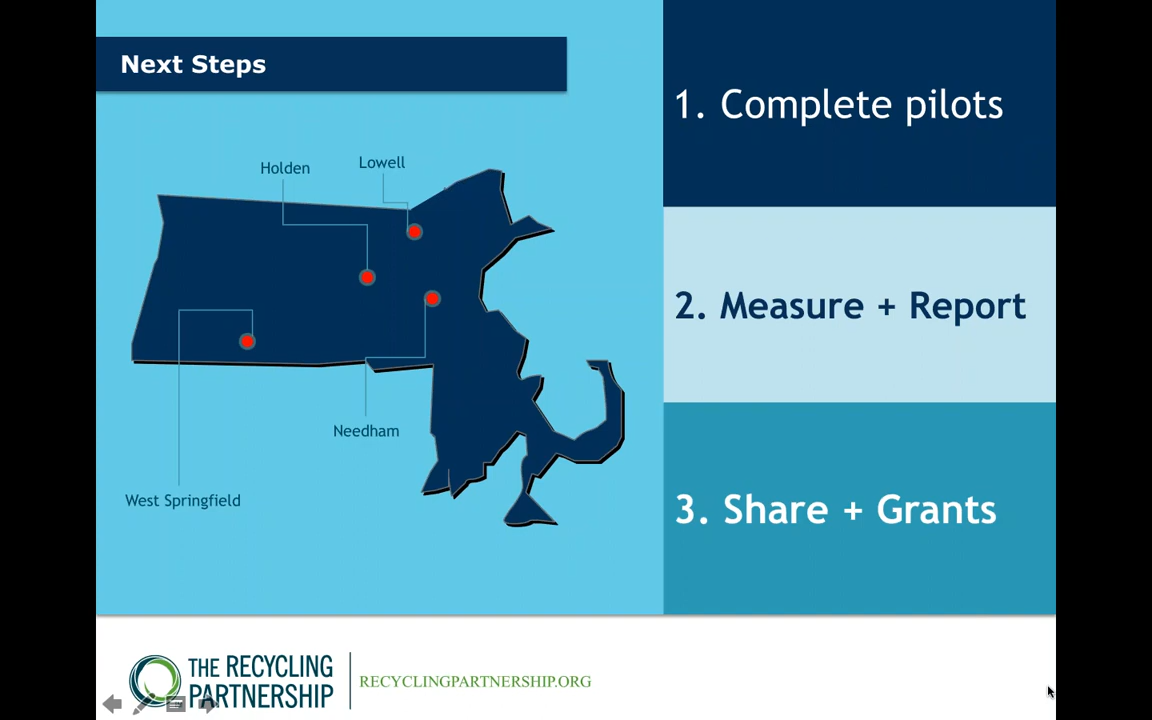 Next Steps
Holden
Lowell
Needham
West Springfield
1. Complete pilots
2. Measure + Report
3. Share + Grants
THE RECYCLING
PARTNERSHIP
RECYCLINGPARTNERSHIP.ORG